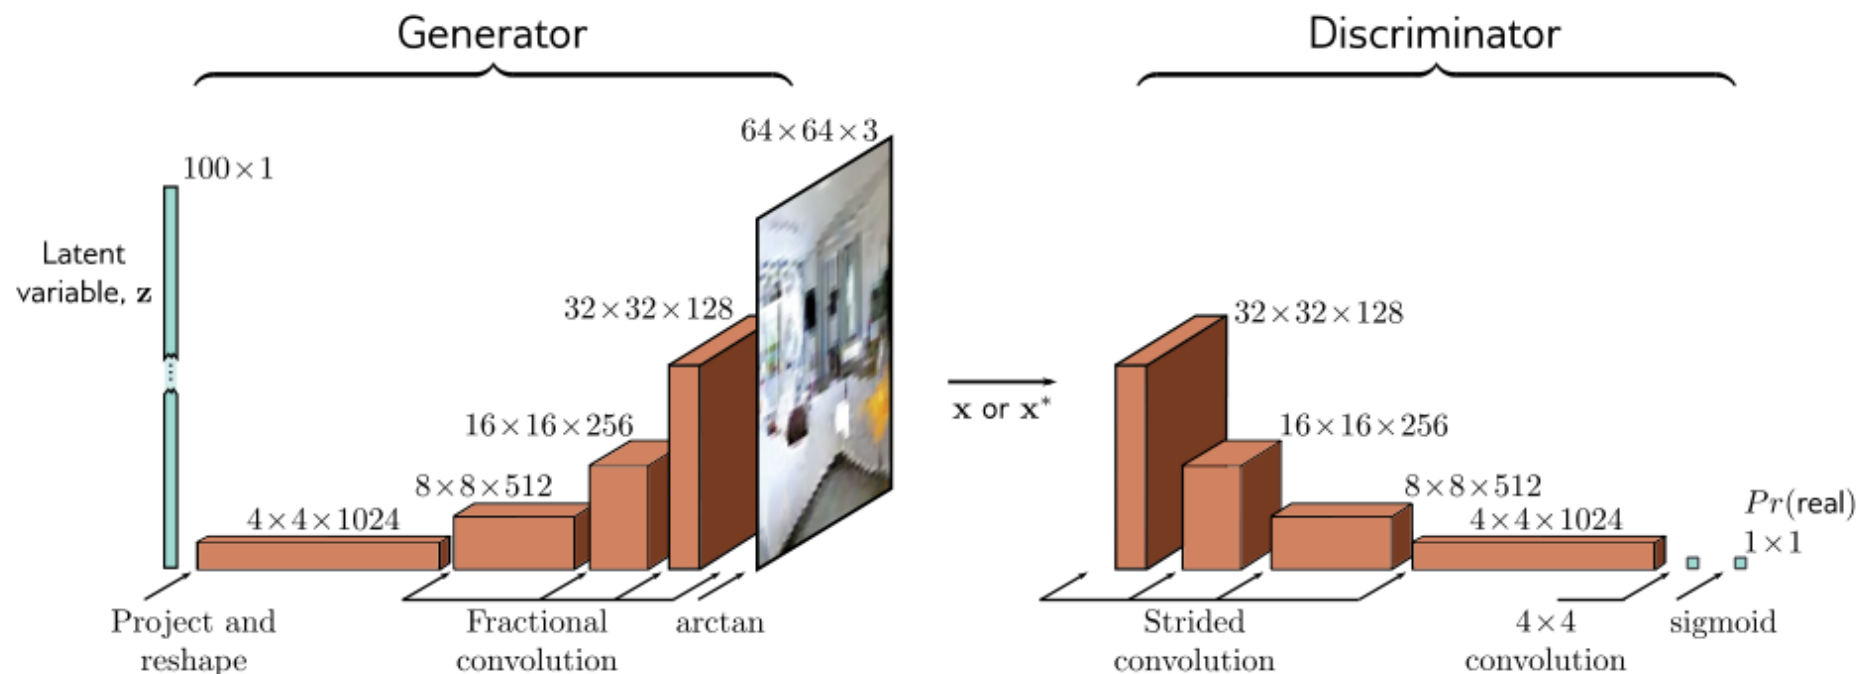 Generator
Discriminator
100×1
Latent
variable, z
4×4×1024
8×8×512
16×16×256
32×32×128
64×64×3
Project and
reshape
Fractional
convolution
arctan
x or x*
32×32×128
16×16×256
8×8×512
4×4×1024
Pr(real)
1×1
Strided
convolution
4×4
convolution
sigmoid